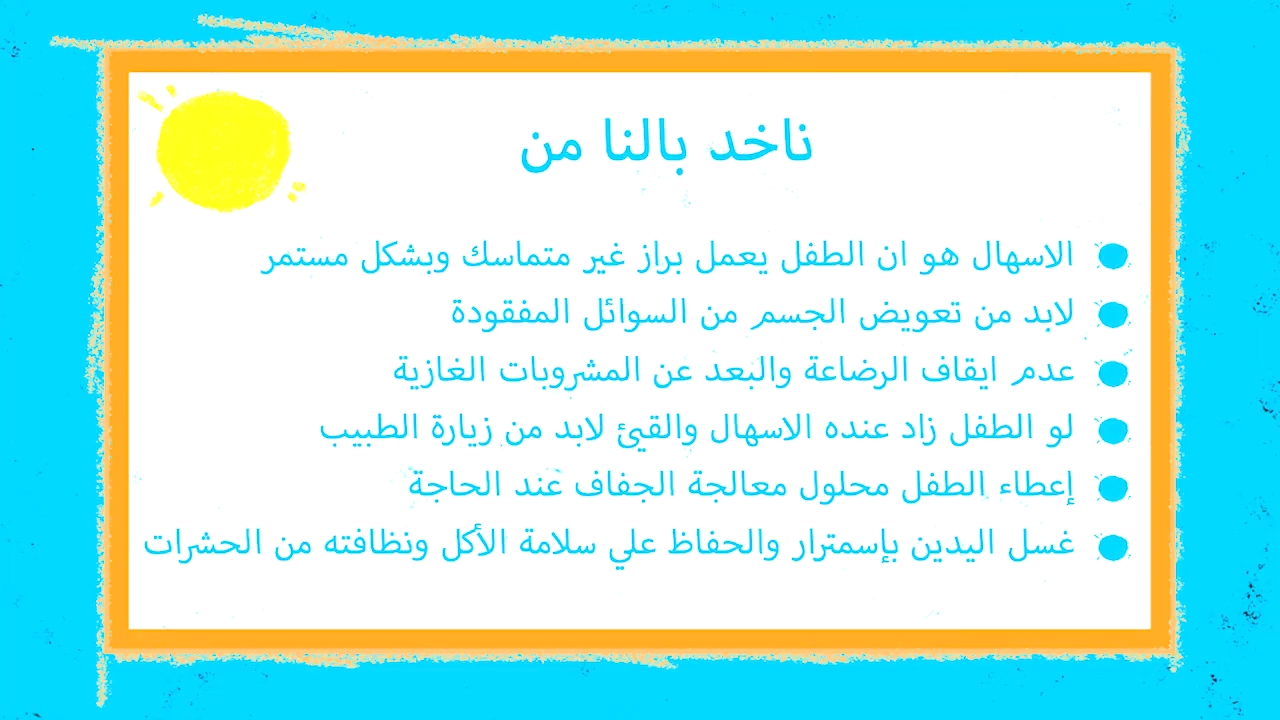 ناخد بالنا من
الاسهال هو ان الطفل يعمل براز غير متماسك وبشكل مستمر
لابد من تعويض الجسم من السوائل المفقودة
عدم ايقاف الرضاعة والبعد عن المشروبات الغازية
لو الطفل زاد عنده الاسهال والقيئ لابد من زيارة الطبيب
إعطاء الطفل محلول معالجة الجفاف عند الحاجة
غسل اليدين بإسمترار والحفاظ علي سلامة الأكل ونظافته من الحشرات